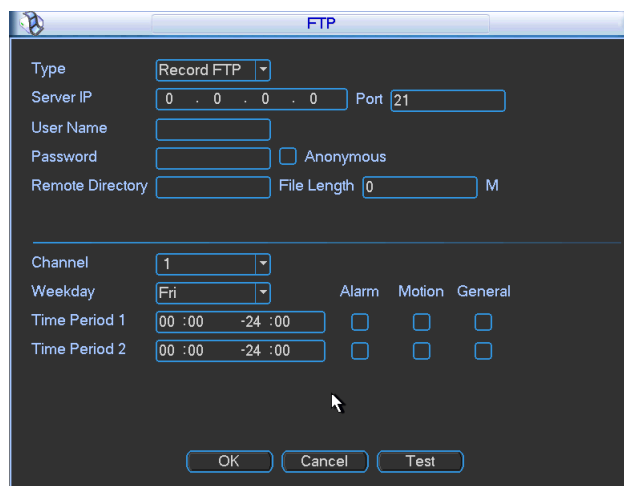 FTP
Type Record FTP
Server IP 0 . 0 . 0 . 0 Port 21
User Name
Password Anonymous
Remote Directory File Length 0 M
Channel 1
Weekday Fri Alarm Motion General
Time Period 1 00 :00 -24 :00
Time Period 2 00 :00 -24 :00
OK Cancel Test